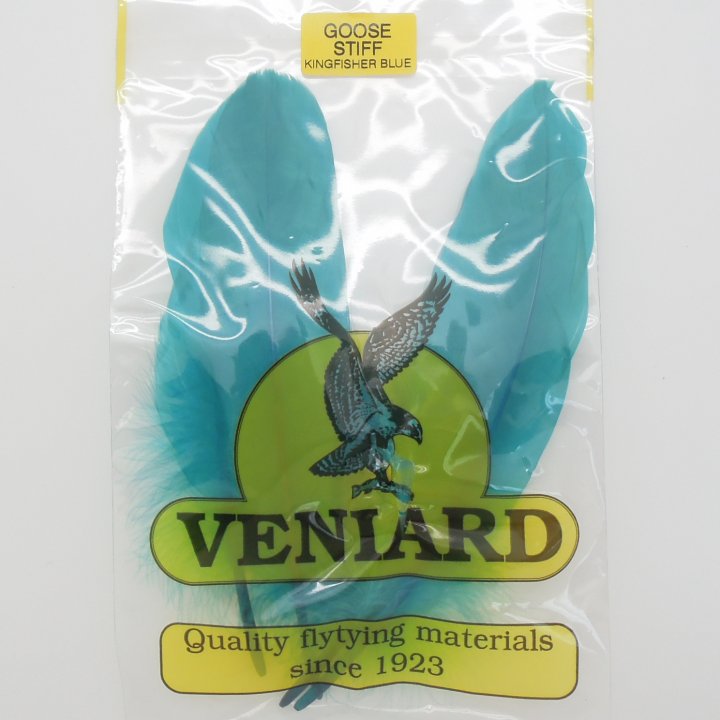 GOOSE
STIFF
KINGFISHER BLUE
VENIARD
Quality flytying materials
since 1923